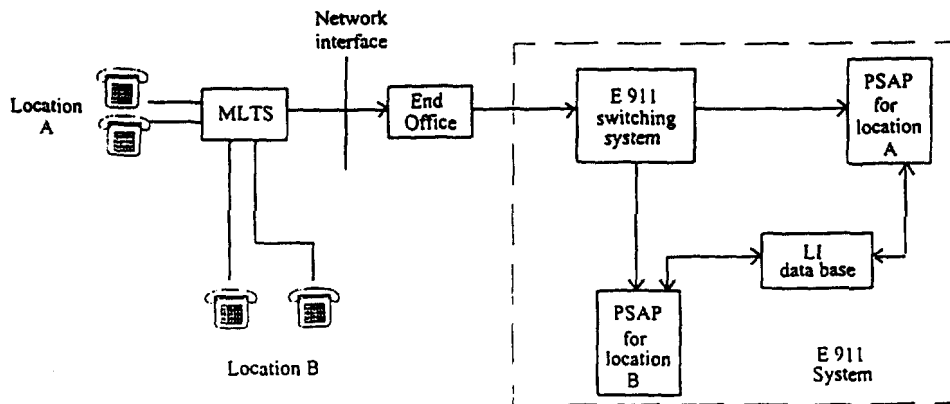 Network
interface
Location
A
MLTS
End
Office
E 911
switching
system
PSAP
for
location
A
LI
data base
PSAP
for
location
B
Location B
E 911
System